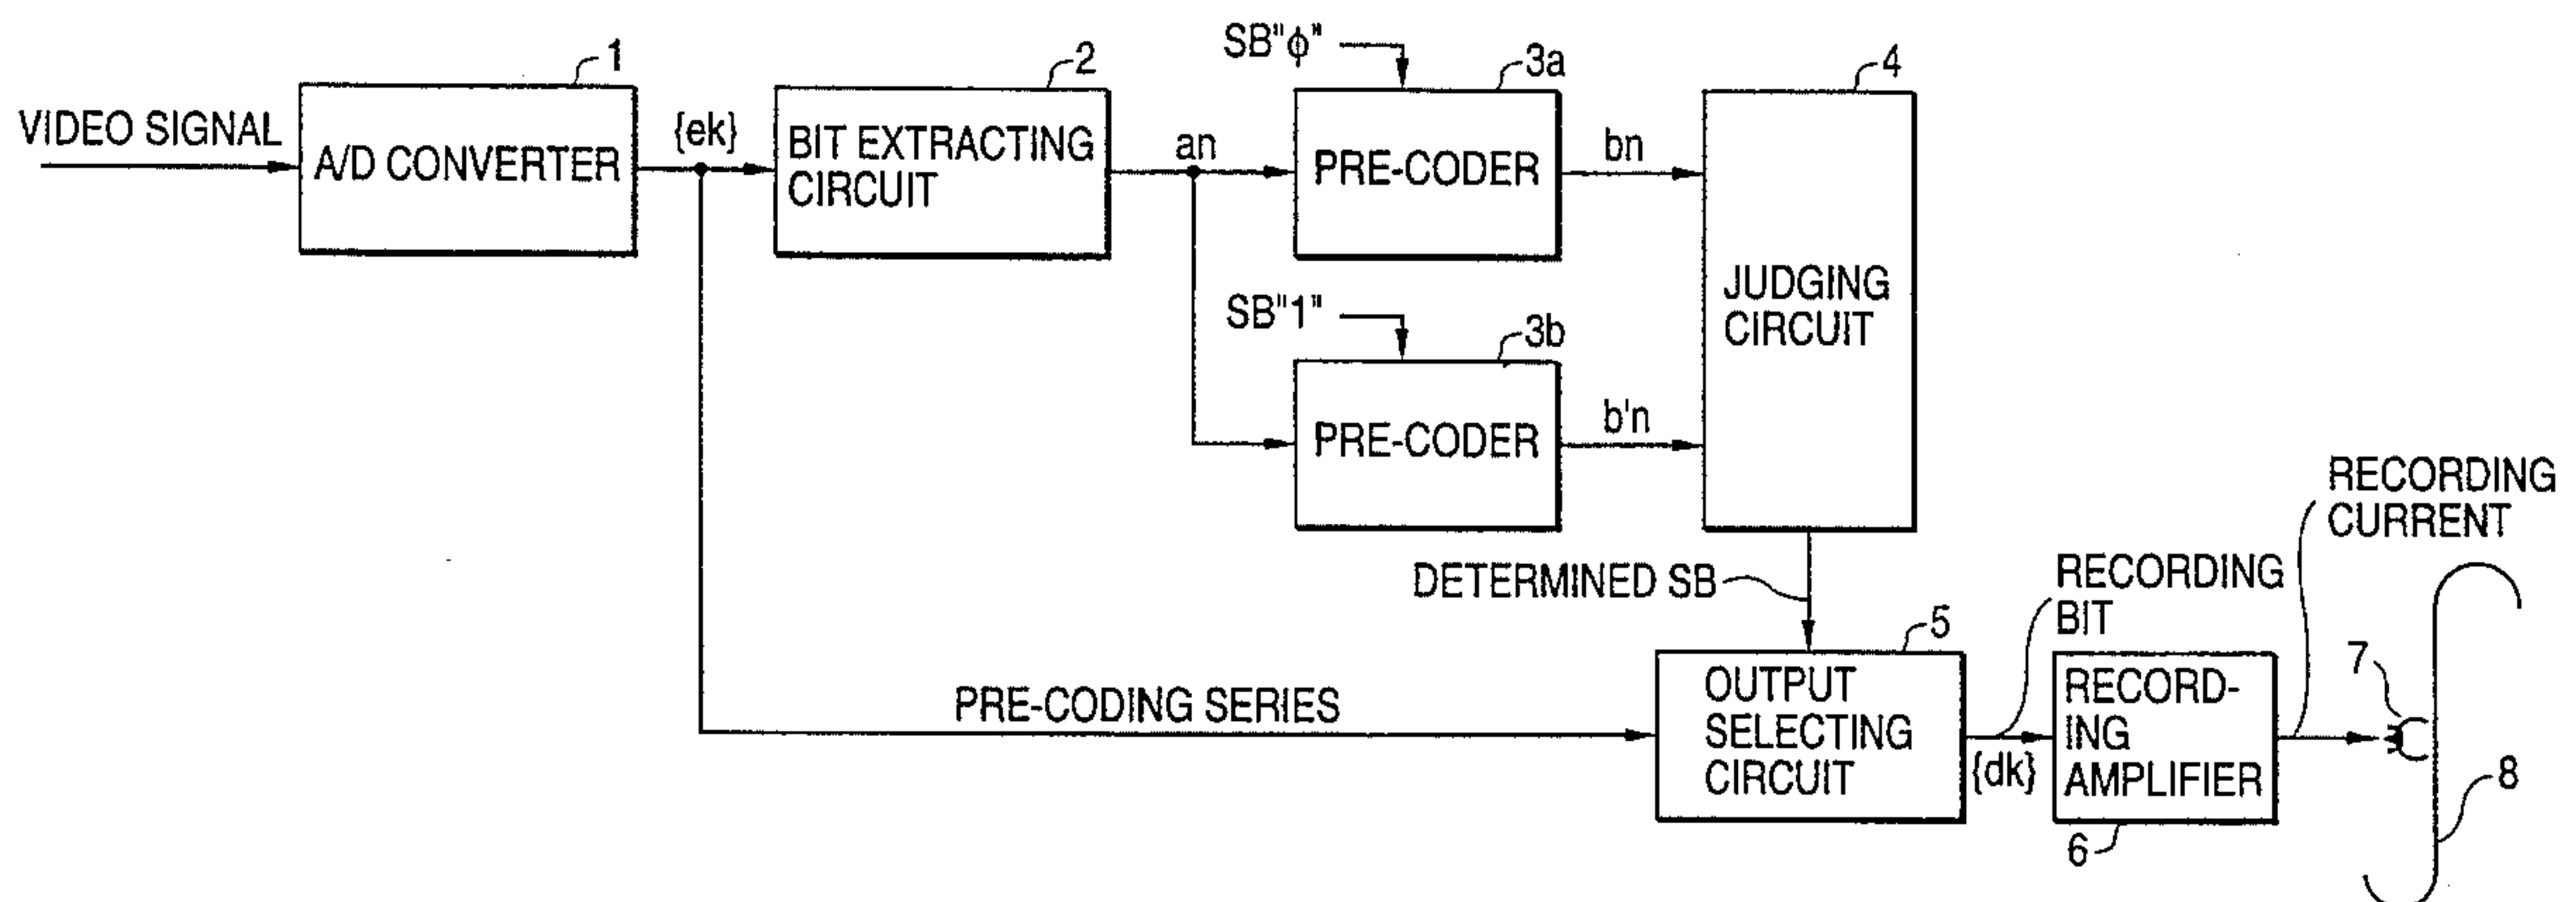 VIDEO SIGNAL
1
A/D CONVERTER
{ek}
2
BIT EXTRACTING
CIRCUIT
an
SB"φ"
3a
PRE-CODER
bn
SB"1"
3b
PRE-CODER
b'n
4
JUDGING
CIRCUIT
DETERMINED SB
PRE-CODING SERIES
5
OUTPUT
SELECTING
CIRCUIT
RECORDING
BIT
{dk}
RECORD-
ING
AMPLIFIER
6
RECORDING
CURRENT
7
8